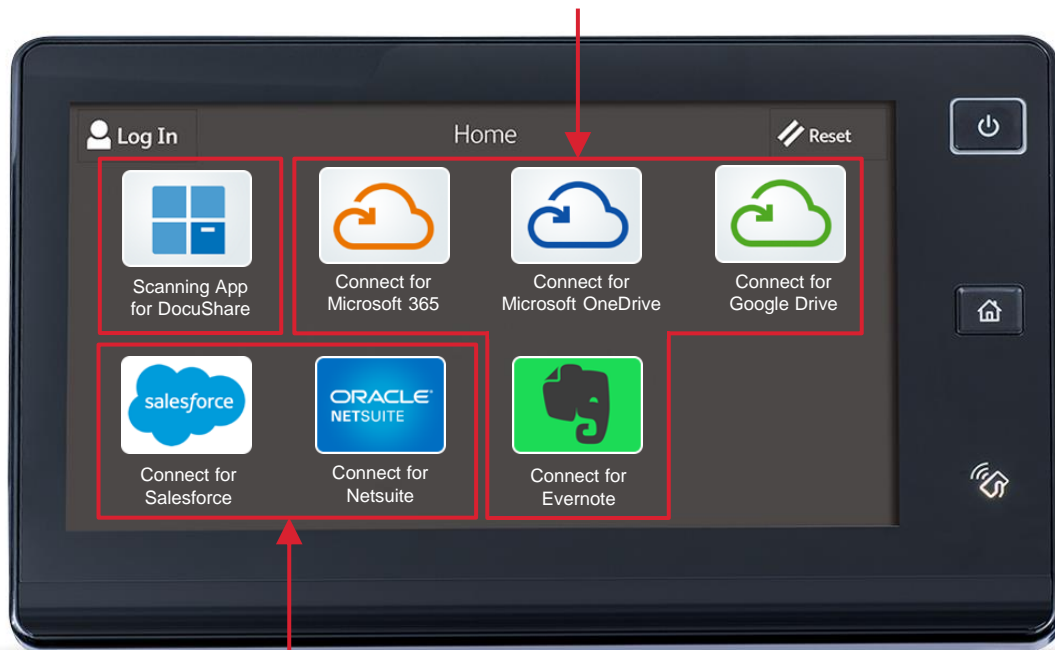 Log In
Home
Reset
Scanning App
for DocuShare
Connect for
Microsoft 365
Connect for
Microsoft OneDrive
Connect for
Google Drive
salesforce
Connect for
Salesforce
ORACLE
NETSUITE
Connect for
Netsuite
Connect for
Evernote